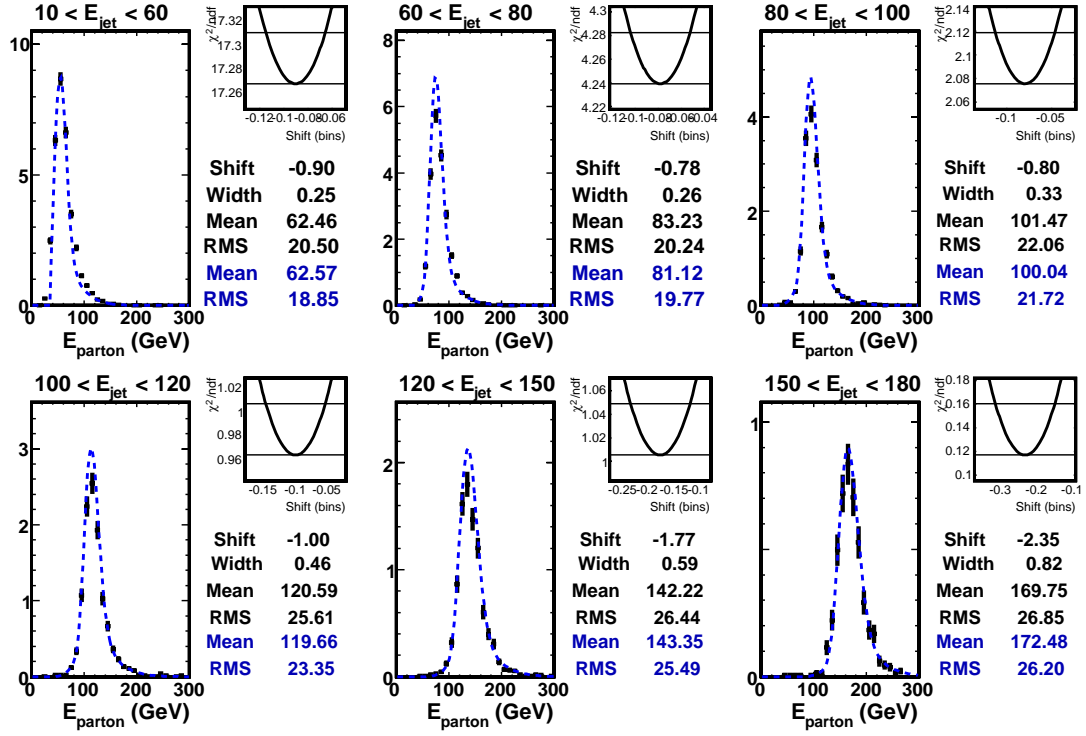 10 < E_jet < 60
10
5
0
0 100 200 300
E_parton (GeV)
χ²/ndf
17.32
17.3
17.28
17.26
-0.12 -0.1 -0.08 -0.06
Shift (bins)
Shift -0.90
Width 0.25
Mean 62.46
RMS 20.50
Mean 62.57
RMS 18.85
60 < E_jet < 80
8
6
4
2
0
0 100 200 300
E_parton (GeV)
χ²/ndf
4.3
4.28
4.26
4.24
4.22
-0.12 -0.1 -0.08 -0.06 -0.04
Shift (bins)
Shift -0.78
Width 0.26
Mean 83.23
RMS 20.24
Mean 81.12
RMS 19.77
80 < E_jet < 100
4
2
0
0 100 200 300
E_parton (GeV)
χ²/ndf
2.14
2.12
2.1
2.08
2.06
-0.1 -0.05
Shift (bins)
Shift -0.80
Width 0.33
Mean 101.47
RMS 22.06
Mean 100.04
RMS 21.72
100 < E_jet < 120
3
2
1
0
0 100 200 300
E_parton (GeV)
χ²/ndf
1.02
1
0.98
0.96
-0.15 -0.1 -0.05
Shift (bins)
Shift -1.00
Width 0.46
Mean 120.59
RMS 25.61
Mean 119.66
RMS 23.35
120 < E_jet < 150
2
1
0
0 100 200 300
E_parton (GeV)
χ²/ndf
1.06
1.04
1.02
1
-0.25 -0.2 -0.15 -0.1
Shift (bins)
Shift -1.77
Width 0.59
Mean 142.22
RMS 26.44
Mean 143.35
RMS 25.49
150 < E_jet < 180
1
0
0 100 200 300
E_parton (GeV)
χ²/ndf
0.18
0.16
0.14
0.12
0.1
-0.3 -0.2 -0.1
Shift (bins)
Shift -2.35
Width 0.82
Mean 169.75
RMS 26.85
Mean 172.48
RMS 26.20